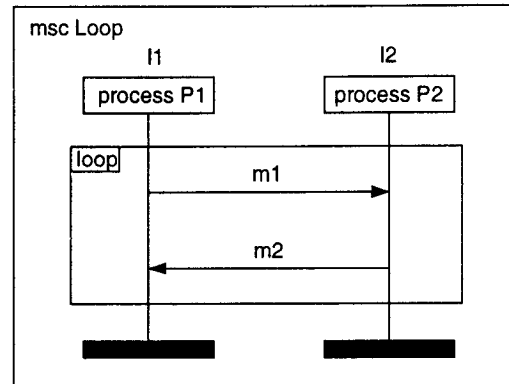 msc Loop
I1 I2
process P1 process P2
loop
m1
m2